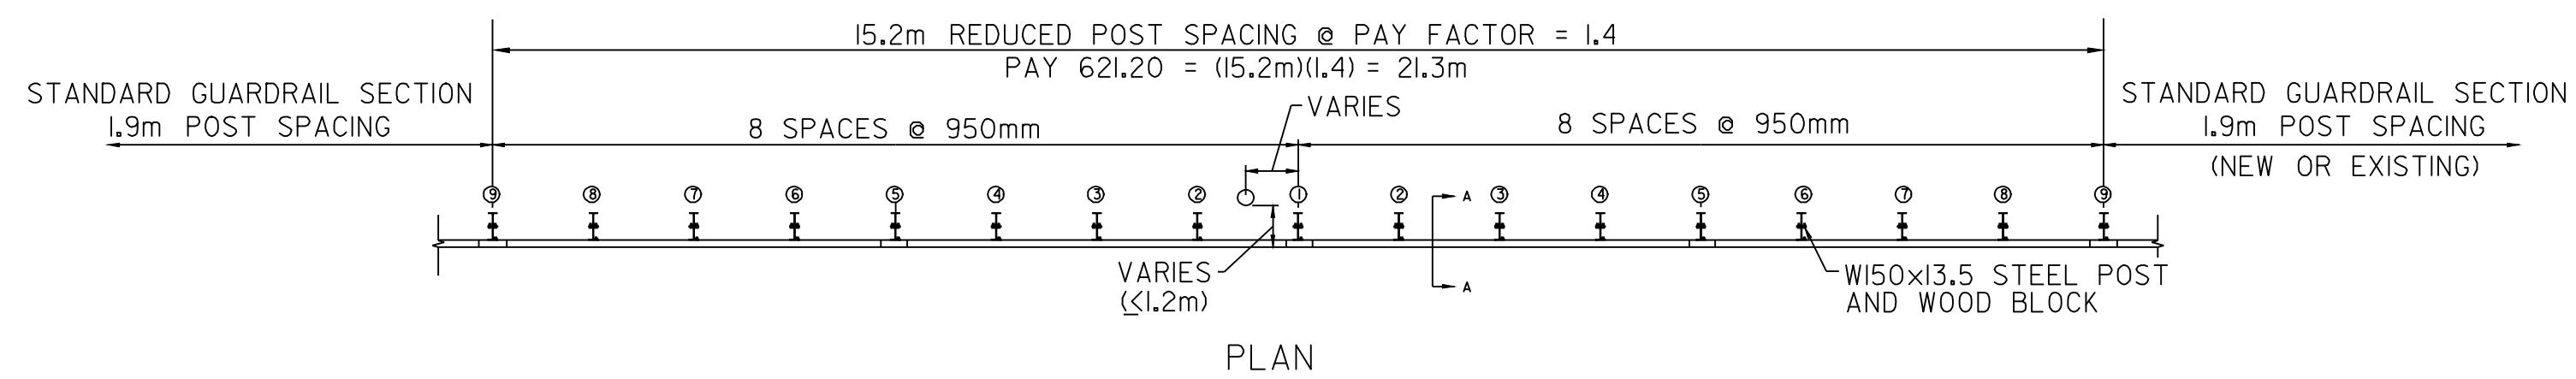 15.2m REDUCED POST SPACING @ PAY FACTOR = 1.4
PAY 621.20 = (15.2m)(1.4) = 21.3m
STANDARD GUARDRAIL SECTION
1.9m POST SPACING
8 SPACES @ 950mm
VARIES
8 SPACES @ 950mm
STANDARD GUARDRAIL SECTION
1.9m POST SPACING
(NEW OR EXISTING)
9 8 7 6 5 4 3 2 1 2 3 4 5 6 7 8 9
A
A
VARIES
(≤1.2m)
W150x13.5 STEEL POST
AND WOOD BLOCK
PLAN